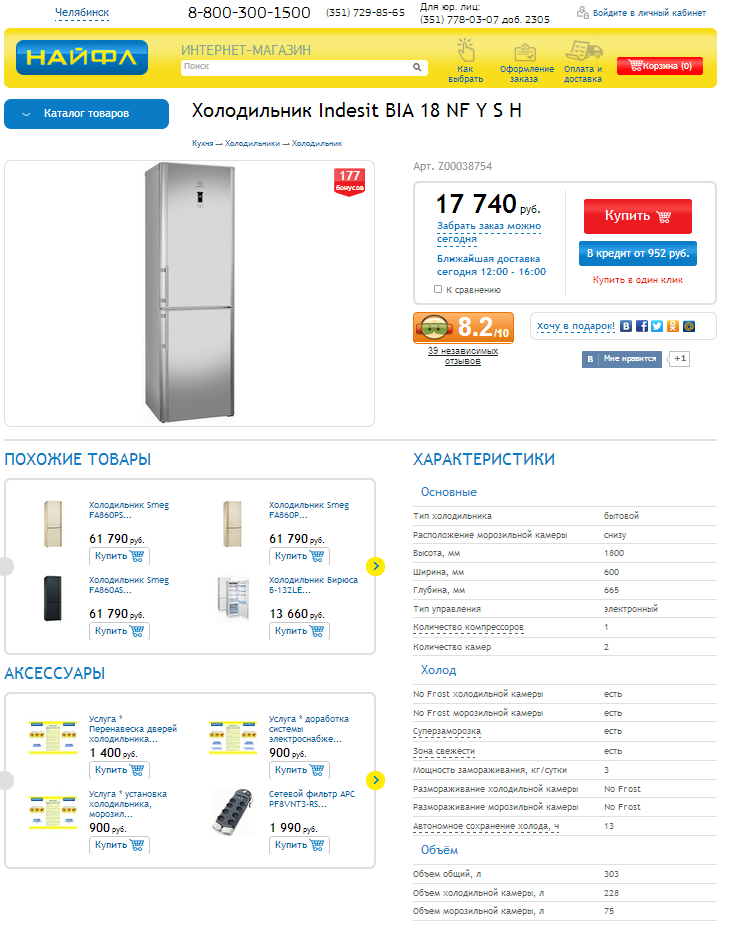 Челябинск
8-800-300-1500
(351) 729-85-65
Для юр. лиц:
(351) 778-03-07 доб. 2305
Войдите в личный кабинет
НАЙФЛ
ИНТЕРНЕТ-МАГАЗИН
Поиск
Как
выбрать
Оформление
заказа
Оплата и
доставка
Корзина (0)
Каталог товаров
Холодильник Indesit BIA 18 NF Y S H
Кухня → Холодильники → Холодильник
177
бонусов
Арт. Z00038754
17 740 руб.
Забрать заказ можно
сегодня
Ближайшая доставка
сегодня 12:00 - 16:00
К сравнению
Купить
В кредит от 952 руб.
Купить в один клик
8.2/10
39 независимых
отзывов
Хочу в подарок!
Мне нравится
+1
ПОХОЖИЕ ТОВАРЫ
Холодильник Smeg
FA860PS...
61 790 руб.
Купить
Холодильник Smeg
FA860P...
61 790 руб.
Купить
Холодильник Smeg
FA860AS...
61 790 руб.
Купить
Холодильник Бирюса
Б-132LE...
13 660 руб.
Купить
АКСЕССУАРЫ
Услуга *
Перенавеска дверей
холодильника...
1 400 руб.
Купить
Услуга * доработка
системы
электроснабже...
900 руб.
Купить
Услуга * установка
холодильника,
морозил...
900 руб.
Купить
Сетевой фильтр APC
PF8VNT3-RS...
1 990 руб.
Купить
ХАРАКТЕРИСТИКИ
Основные
Тип холодильника бытовой
Расположение морозильной камеры снизу
Высота, мм 1800
Ширина, мм 600
Глубина, мм 665
Тип управления электронный
Количество компрессоров 1
Количество камер 2
Холод
No Frost холодильной камеры есть
No Frost морозильной камеры есть
Суперзаморозка есть
Зона свежести есть
Мощность замораживания, кг/сутки 3
Размораживание холодильной камеры No Frost
Размораживание морозильной камеры No Frost
Автономное сохранение холода, ч 13
Объём
Объем общий, л 303
Объем холодильной камеры, л 228
Объем морозильной камеры, л 75